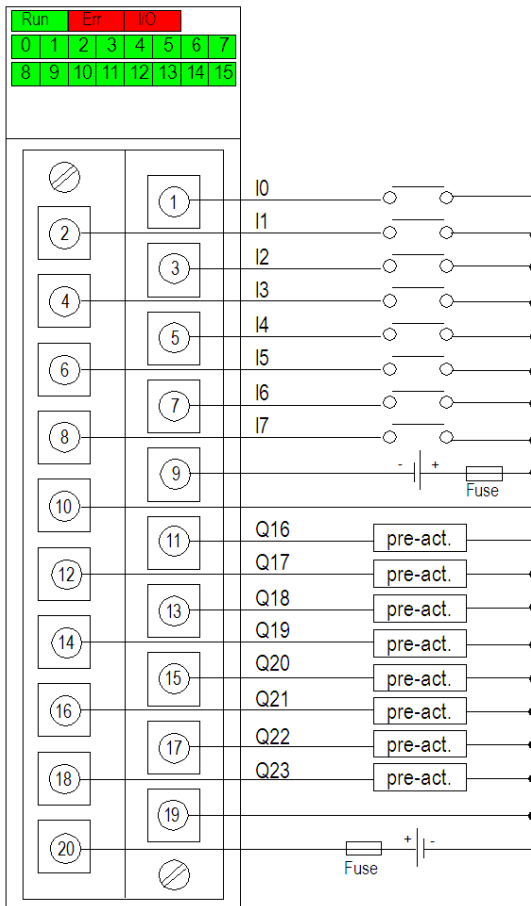 Run Err I/O
0 1 2 3 4 5 6 7
8 9 10 11 12 13 14 15
1 I0
2 I1
3 I2
4 I3
5 I4
6 I5
7 I6
8 I7
9 - +
Fuse
10
11 Q16 pre-act.
12 Q17 pre-act.
13 Q18 pre-act.
14 Q19 pre-act.
15 Q20 pre-act.
16 Q21 pre-act.
17 Q22 pre-act.
18 Q23 pre-act.
19
20 + -
Fuse